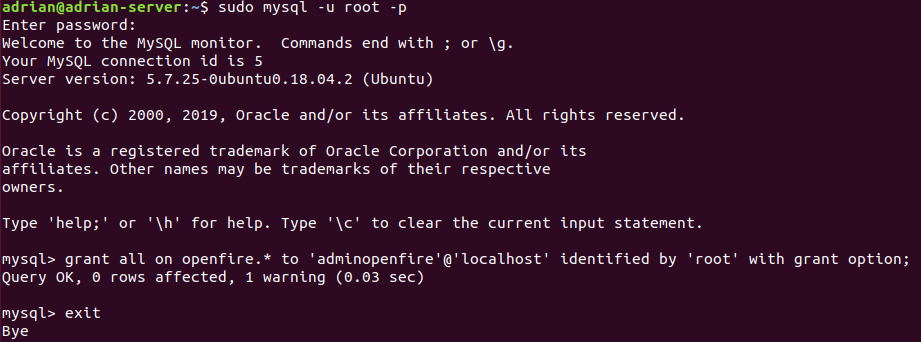 adrian@adrian-server:~$ sudo mysql -u root -p
Enter password:
Welcome to the MySQL monitor.  Commands end with ; or \g.
Your MySQL connection id is 5
Server version: 5.7.25-0ubuntu0.18.04.2 (Ubuntu)

Copyright (c) 2000, 2019, Oracle and/or its affiliates. All rights reserved.

Oracle is a registered trademark of Oracle Corporation and/or its
affiliates. Other names may be trademarks of their respective
owners.

Type 'help;' or '\h' for help. Type '\c' to clear the current input statement.

mysql> grant all on openfire.* to 'adminopenfire'@'localhost' identified by 'root' with grant option;
Query OK, 0 rows affected, 1 warning (0.03 sec)

mysql> exit
Bye